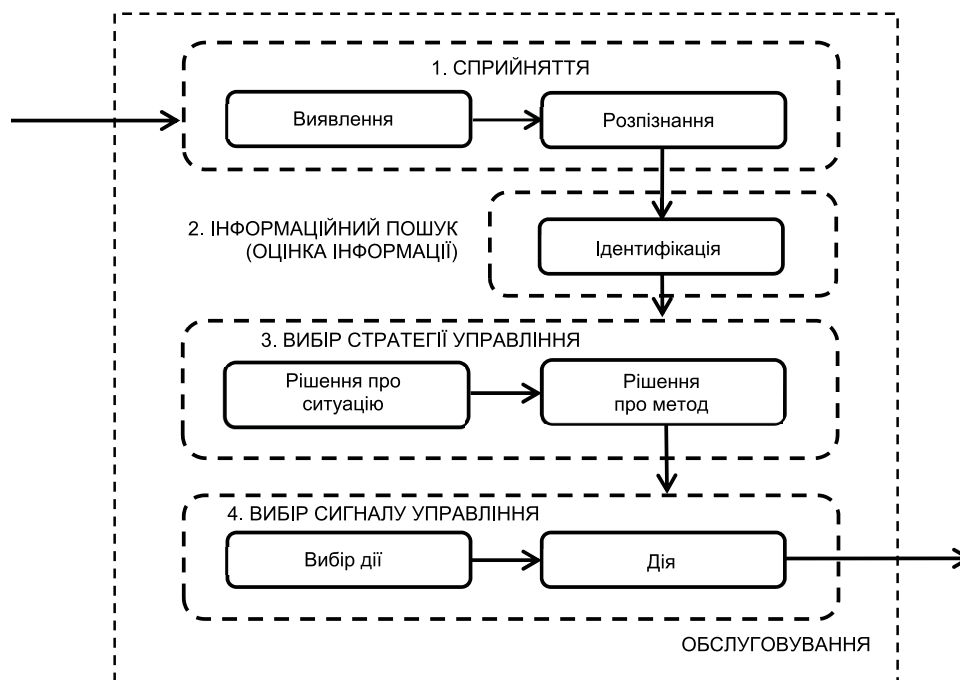 1. СПРИЙНЯТТЯ
Виявлення
Розпізнання
2. ІНФОРМАЦІЙНИЙ ПОШУК
(ОЦІНКА ІНФОРМАЦІЇ)
Ідентифікація
3. ВИБІР СТРАТЕГІЇ УПРАВЛІННЯ
Рішення про
ситуацію
Рішення
про метод
4. ВИБІР СИГНАЛУ УПРАВЛІННЯ
Вибір дії
Дія
ОБСЛУГОВУВАННЯ